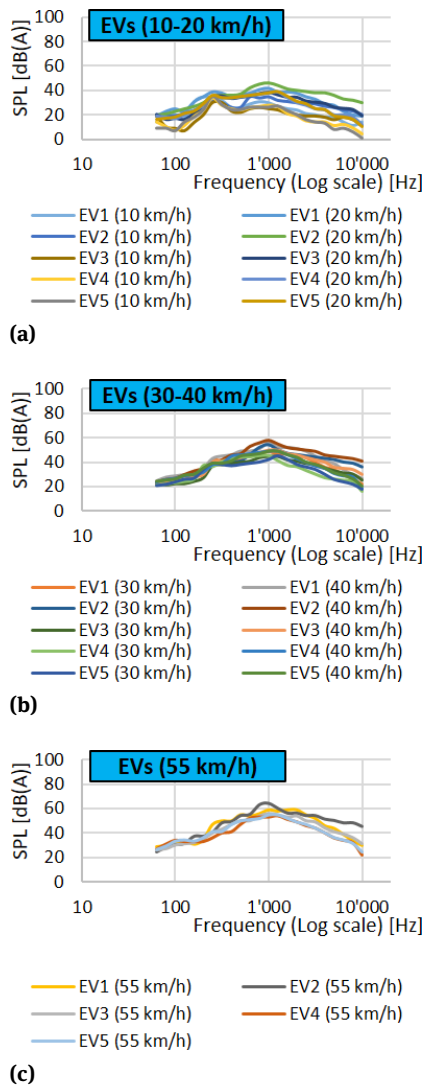 EVs (10-20 km/h)
SPL [dB(A)]
100
80
60
40
20
0
10 100 1'000 10'000
Frequency (Log scale) [Hz]
EV1 (10 km/h) EV1 (20 km/h)
EV2 (10 km/h) EV2 (20 km/h)
EV3 (10 km/h) EV3 (20 km/h)
EV4 (10 km/h) EV4 (20 km/h)
EV5 (10 km/h) EV5 (20 km/h)
(a)
EVs (30-40 km/h)
SPL [dB(A)]
100
80
60
40
20
0
10 100 1'000 10'000
Frequency (Log scale) [Hz]
EV1 (30 km/h) EV1 (40 km/h)
EV2 (30 km/h) EV2 (40 km/h)
EV3 (30 km/h) EV3 (40 km/h)
EV4 (30 km/h) EV4 (40 km/h)
EV5 (30 km/h) EV5 (40 km/h)
(b)
EVs (55 km/h)
SPL [dB(A)]
100
80
60
40
20
0
10 100 1'000 10'000
Frequency (Log scale) [Hz]
EV1 (55 km/h) EV2 (55 km/h)
EV3 (55 km/h) EV4 (55 km/h)
EV5 (55 km/h)
(c)